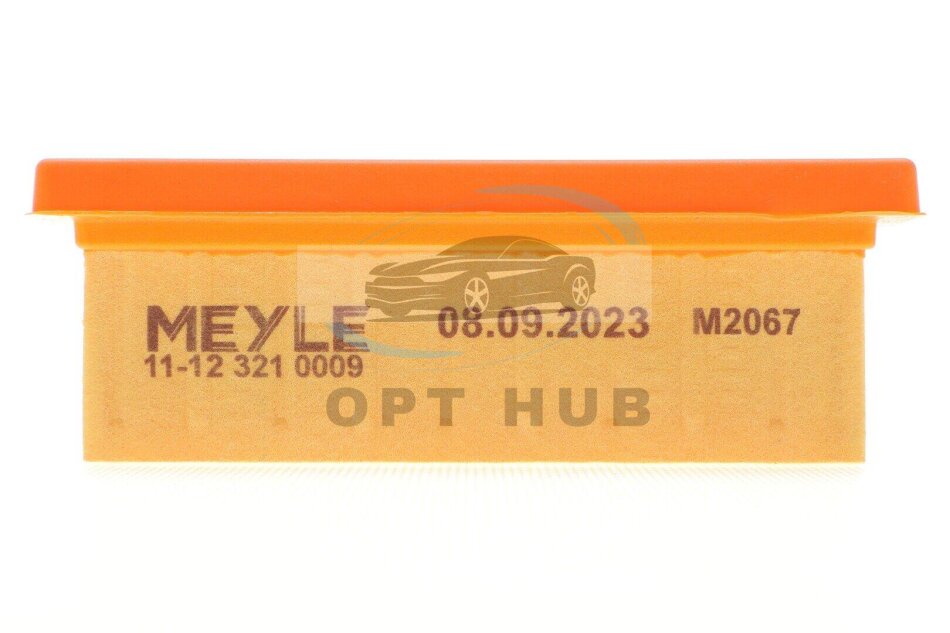 MEYLE 08.09.2023 M2067
11-12 321 0009
OPT HUB